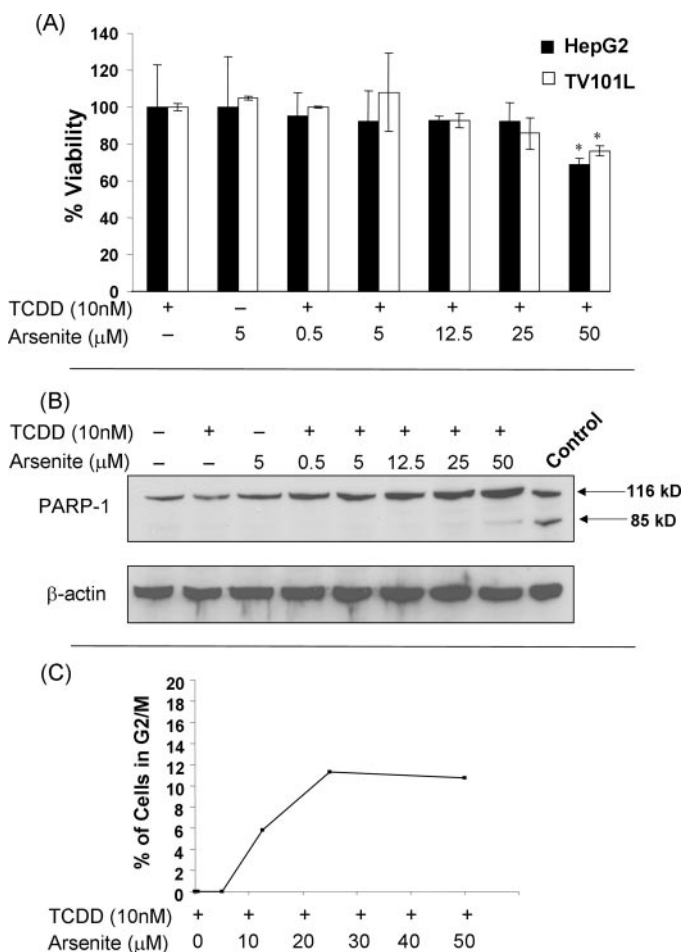 (A)
140
120
100
80
60
40
20
0
% Viability
HepG2
TV101L
* *
TCDD (10nM) + – + + + + +
Arsenite (μM) – 5 0.5 5 12.5 25 50
(B)
TCDD (10nM) – + – + + + + +
Arsenite (μM) – – 5 0.5 5 12.5 25 50 Control
PARP-1
116 kD
85 kD
β-actin
(C)
20
18
16
14
12
10
8
6
4
2
0
% of Cells in G2/M
TCDD (10nM) + + + + + +
Arsenite (μM) 0 10 20 30 40 50